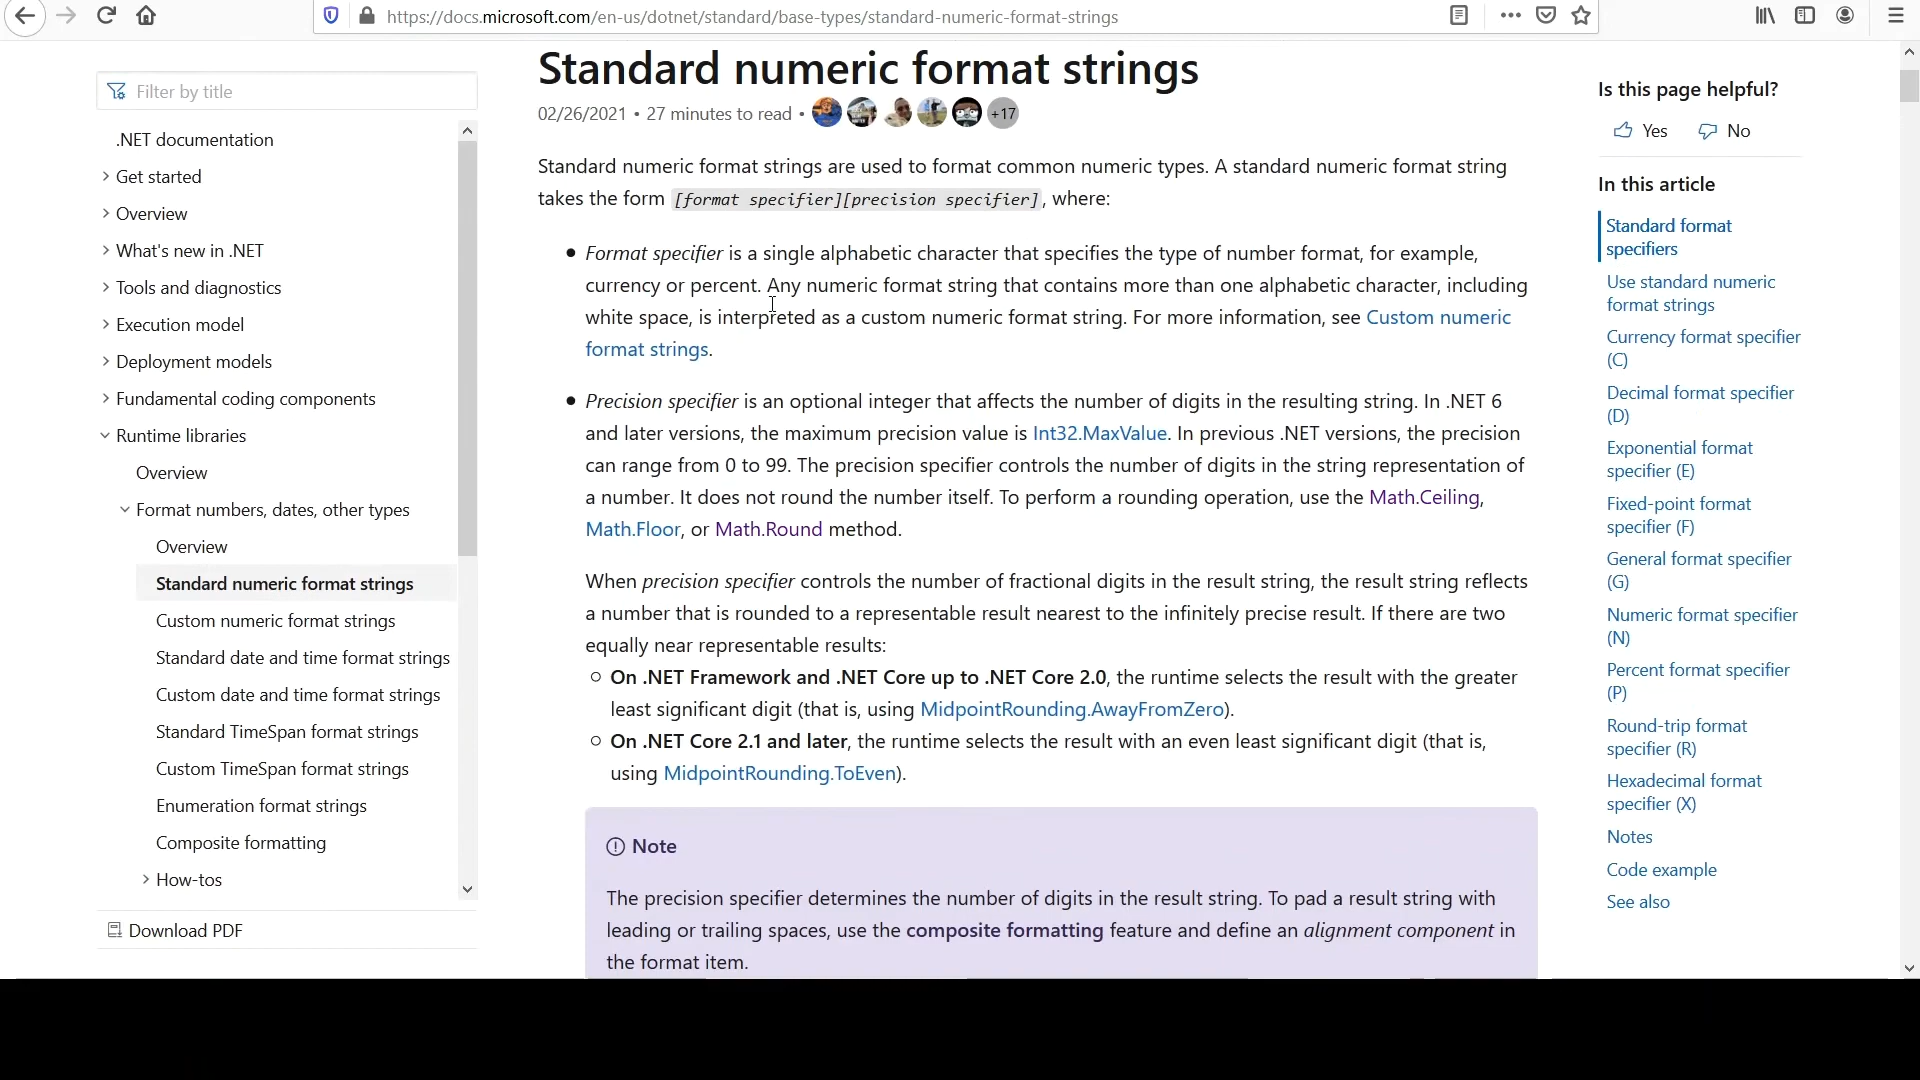 https://docs.microsoft.com/en-us/dotnet/standard/base-types/standard-numeric-format-strings
Filter by title
.NET documentation
Get started
Overview
What's new in .NET
Tools and diagnostics
Execution model
Deployment models
Fundamental coding components
Runtime libraries
Overview
Format numbers, dates, other types
Overview
Standard numeric format strings
Custom numeric format strings
Standard date and time format strings
Custom date and time format strings
Standard TimeSpan format strings
Custom TimeSpan format strings
Enumeration format strings
Composite formatting
How-tos
Download PDF
Standard numeric format strings
02/26/2021 • 27 minutes to read • +17
Standard numeric format strings are used to format common numeric types. A standard numeric format string
takes the form [format specifier][precision specifier], where:
• Format specifier is a single alphabetic character that specifies the type of number format, for example,
currency or percent. Any numeric format string that contains more than one alphabetic character, including
white space, is interpreted as a custom numeric format string. For more information, see Custom numeric
format strings.
• Precision specifier is an optional integer that affects the number of digits in the resulting string. In .NET 6
and later versions, the maximum precision value is Int32.MaxValue. In previous .NET versions, the precision
can range from 0 to 99. The precision specifier controls the number of digits in the string representation of
a number. It does not round the number itself. To perform a rounding operation, use the Math.Ceiling,
Math.Floor, or Math.Round method.
When precision specifier controls the number of fractional digits in the result string, the result string reflects
a number that is rounded to a representable result nearest to the infinitely precise result. If there are two
equally near representable results:
○ On .NET Framework and .NET Core up to .NET Core 2.0, the runtime selects the result with the greater
least significant digit (that is, using MidpointRounding.AwayFromZero).
○ On .NET Core 2.1 and later, the runtime selects the result with an even least significant digit (that is,
using MidpointRounding.ToEven).
Note
The precision specifier determines the number of digits in the result string. To pad a result string with
leading or trailing spaces, use the composite formatting feature and define an alignment component in
the format item.
Is this page helpful?
Yes No
In this article
Standard format
specifiers
Use standard numeric
format strings
Currency format specifier
(C)
Decimal format specifier
(D)
Exponential format
specifier (E)
Fixed-point format
specifier (F)
General format specifier
(G)
Numeric format specifier
(N)
Percent format specifier
(P)
Round-trip format
specifier (R)
Hexadecimal format
specifier (X)
Notes
Code example
See also